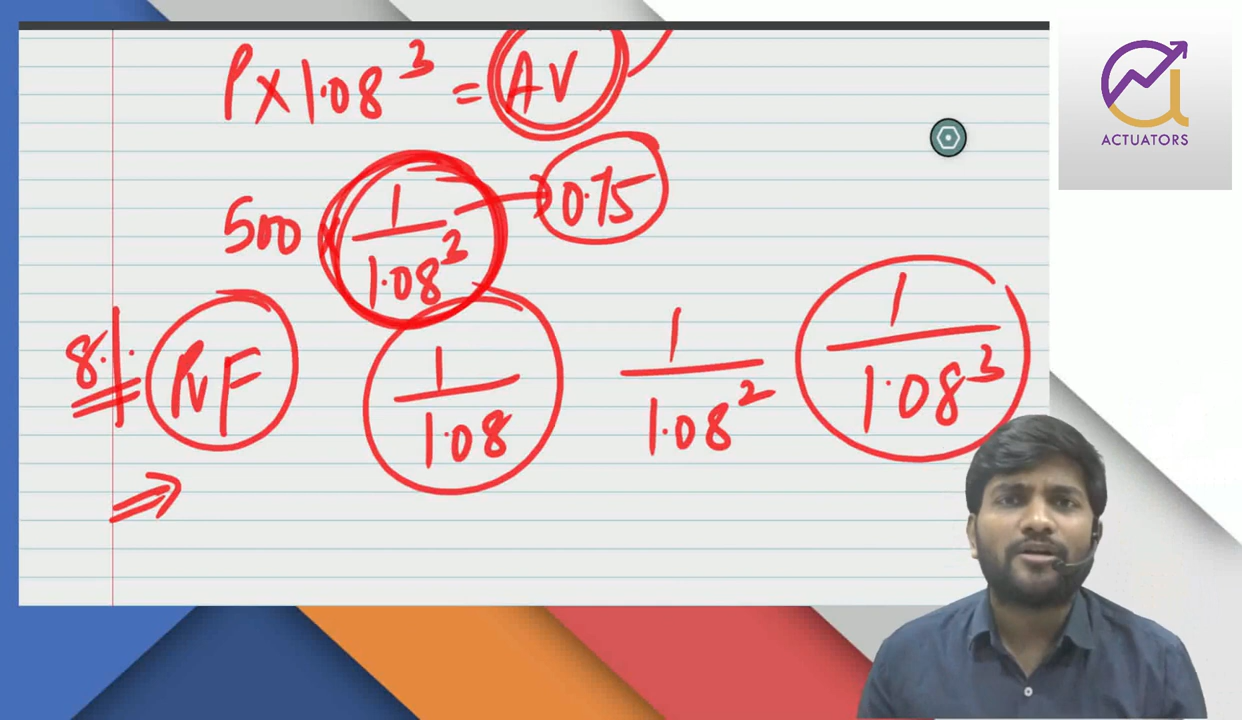 P × 1.08³ = AV
500 × 1/1.08² → 0.75
8% PVF 1/1.08 1/1.08² 1/1.08³
⇒
ACTUATORS